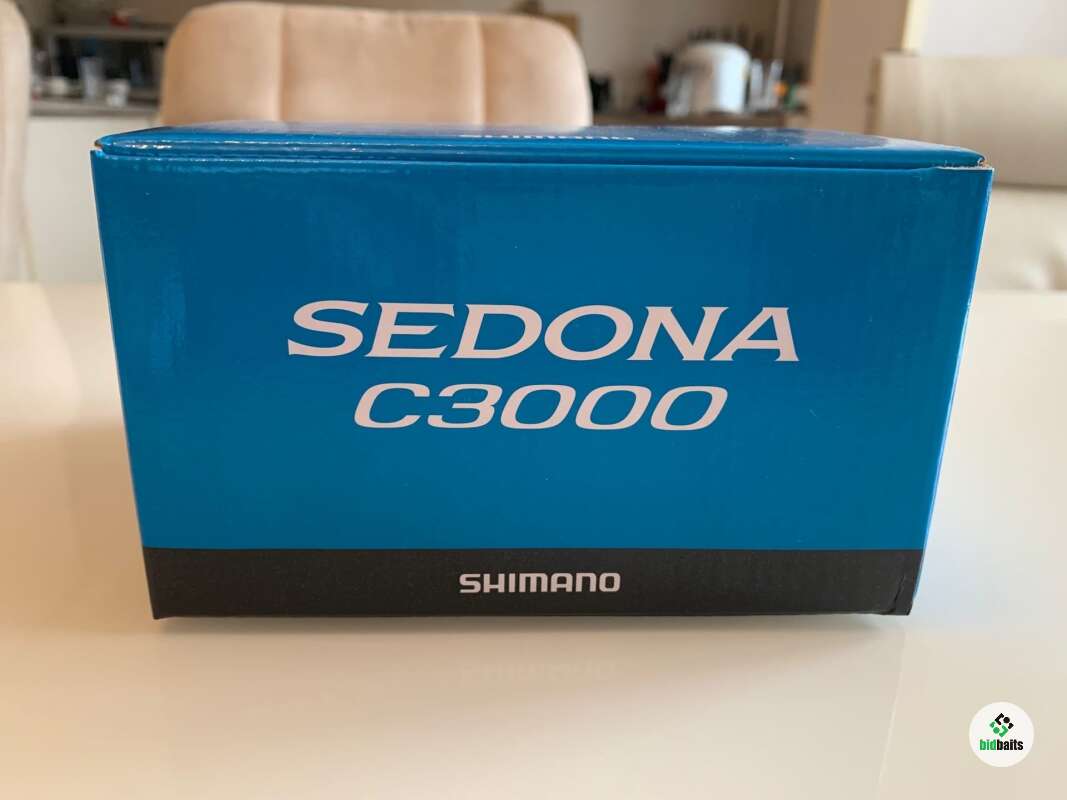 SHIMANO
SEDONA
C3000
SHIMANO
bidbaits